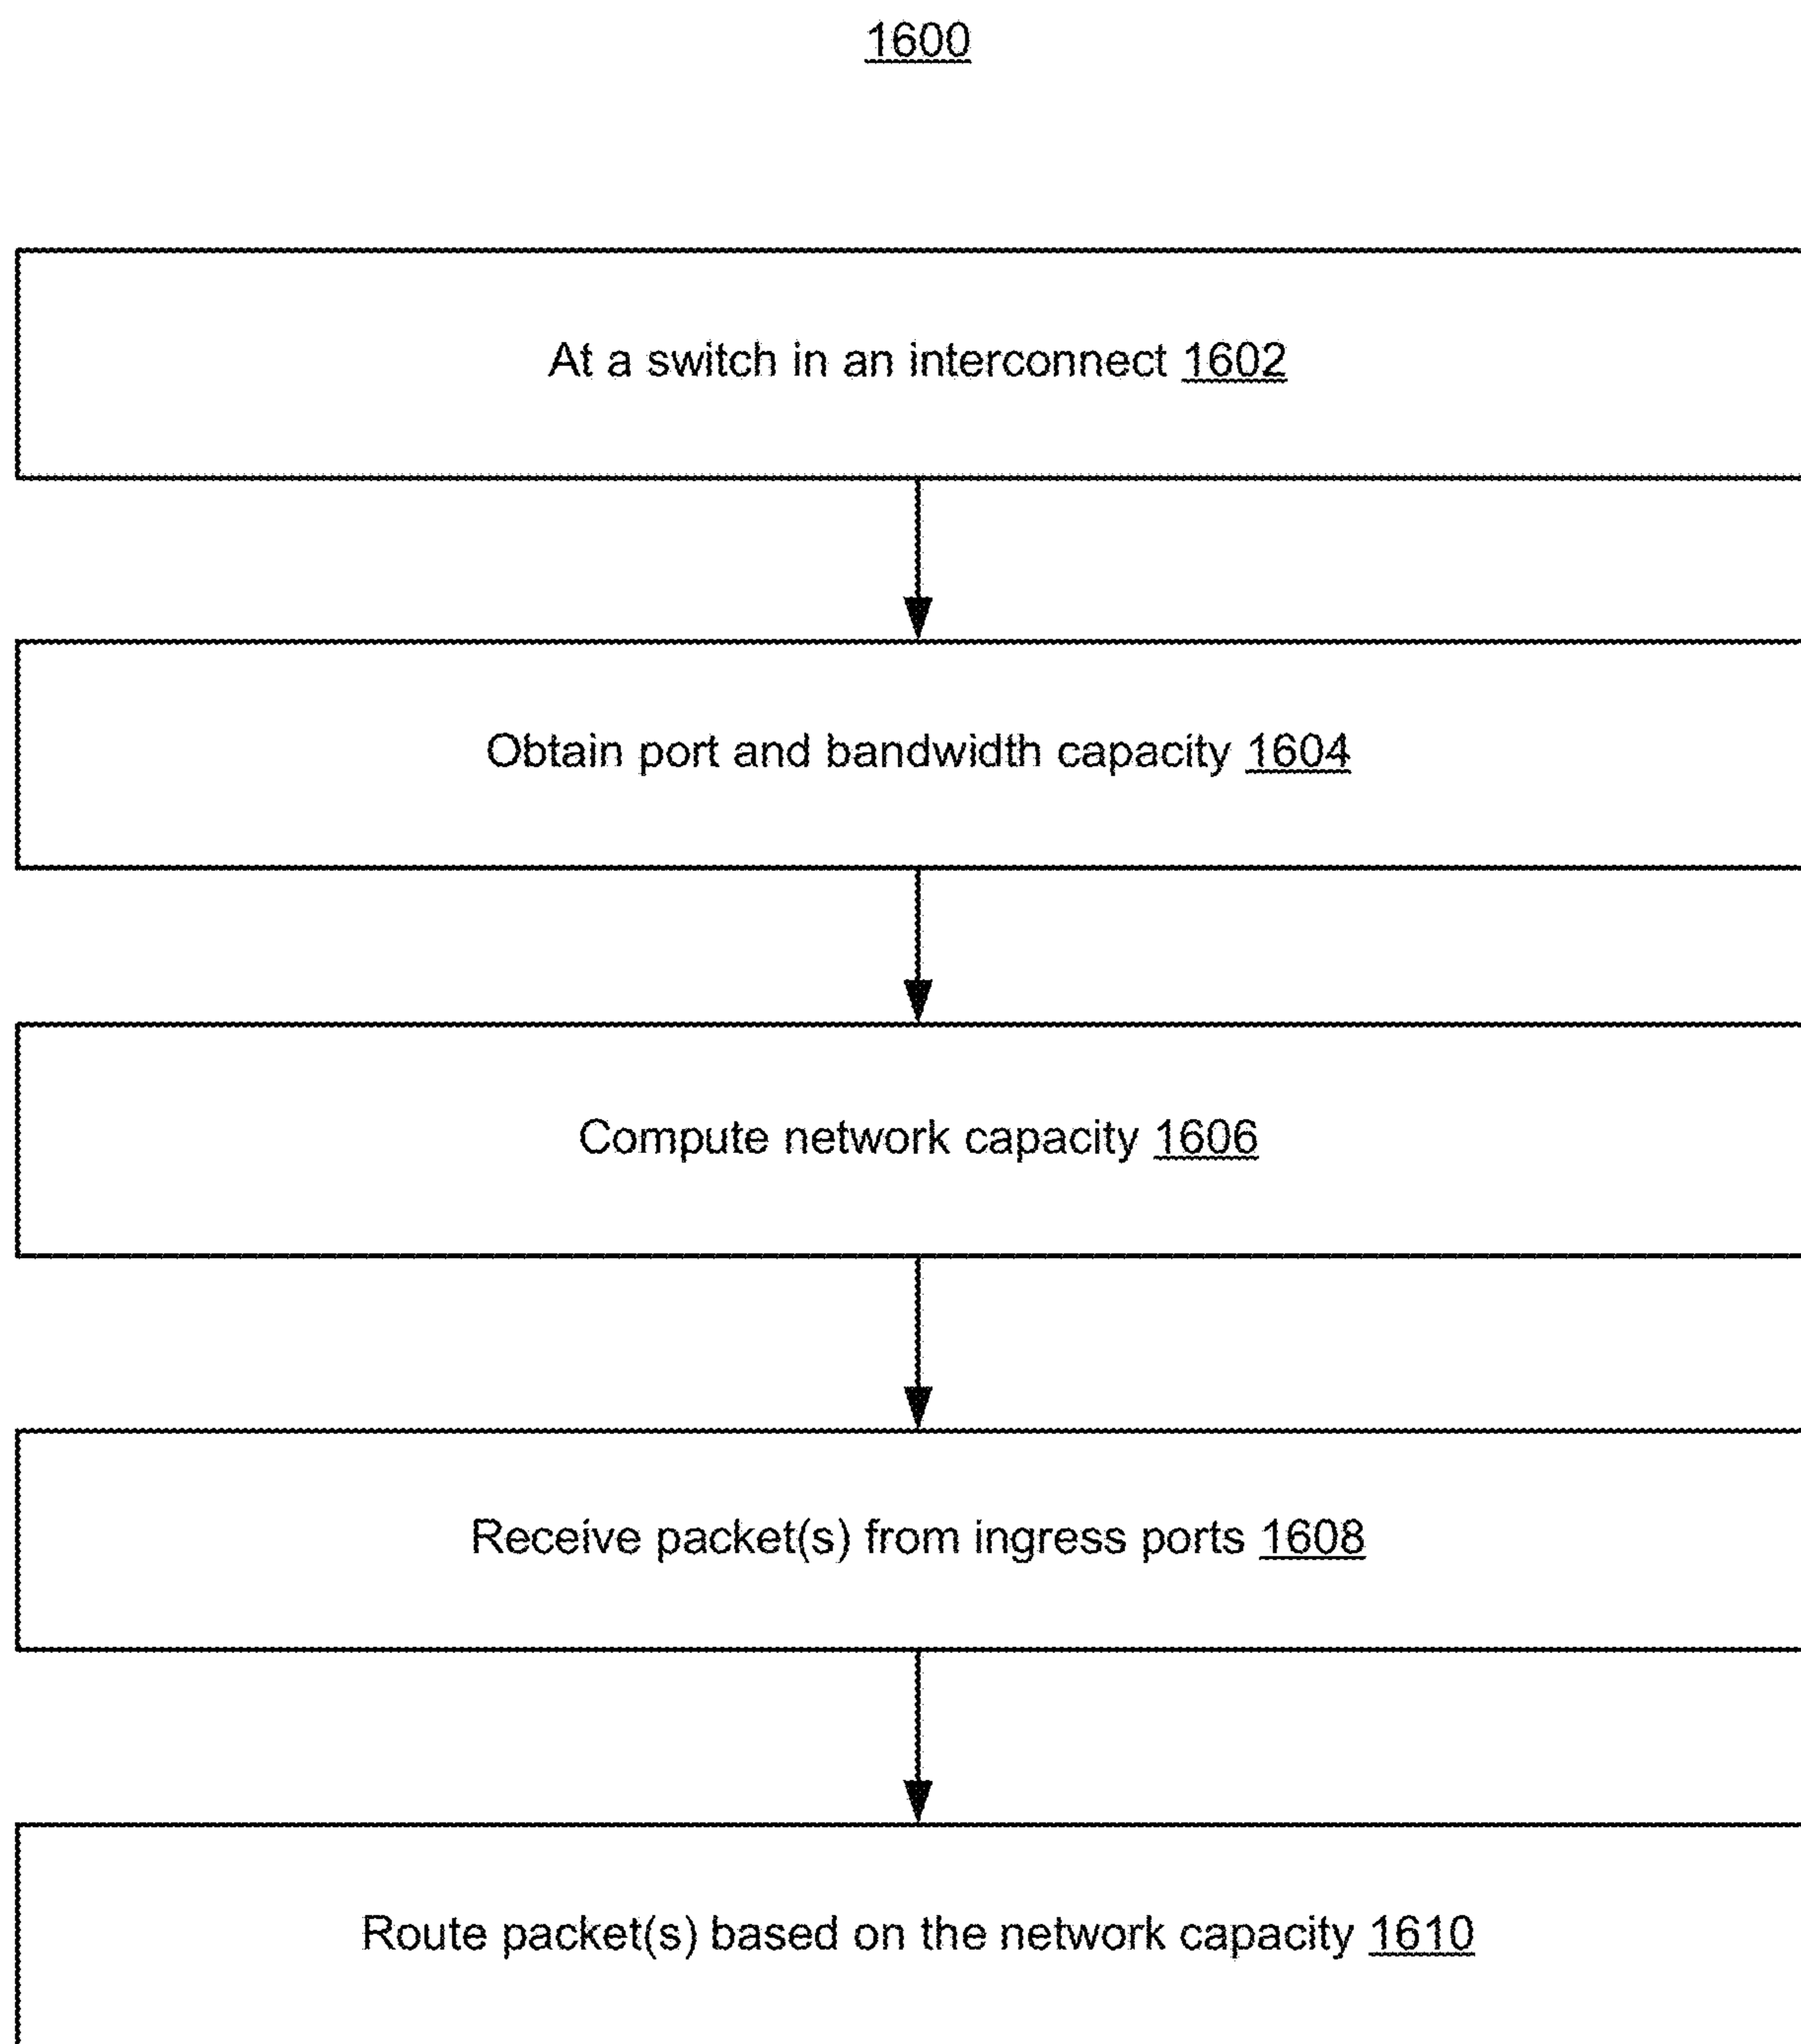 1600
At a switch in an interconnect 1602
Obtain port and bandwidth capacity 1604
Compute network capacity 1606
Receive packet(s) from ingress ports 1608
Route packet(s) based on the network capacity 1610